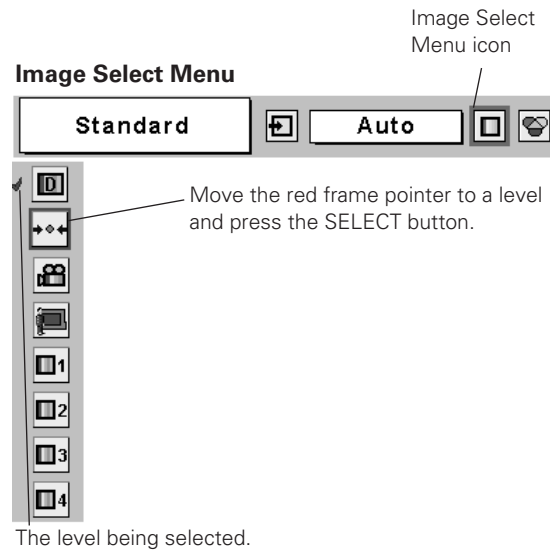 Image Select
Menu icon
Image Select Menu
Standard
Auto
D
Move the red frame pointer to a level
and press the SELECT button.
1
2
3
4
The level being selected.